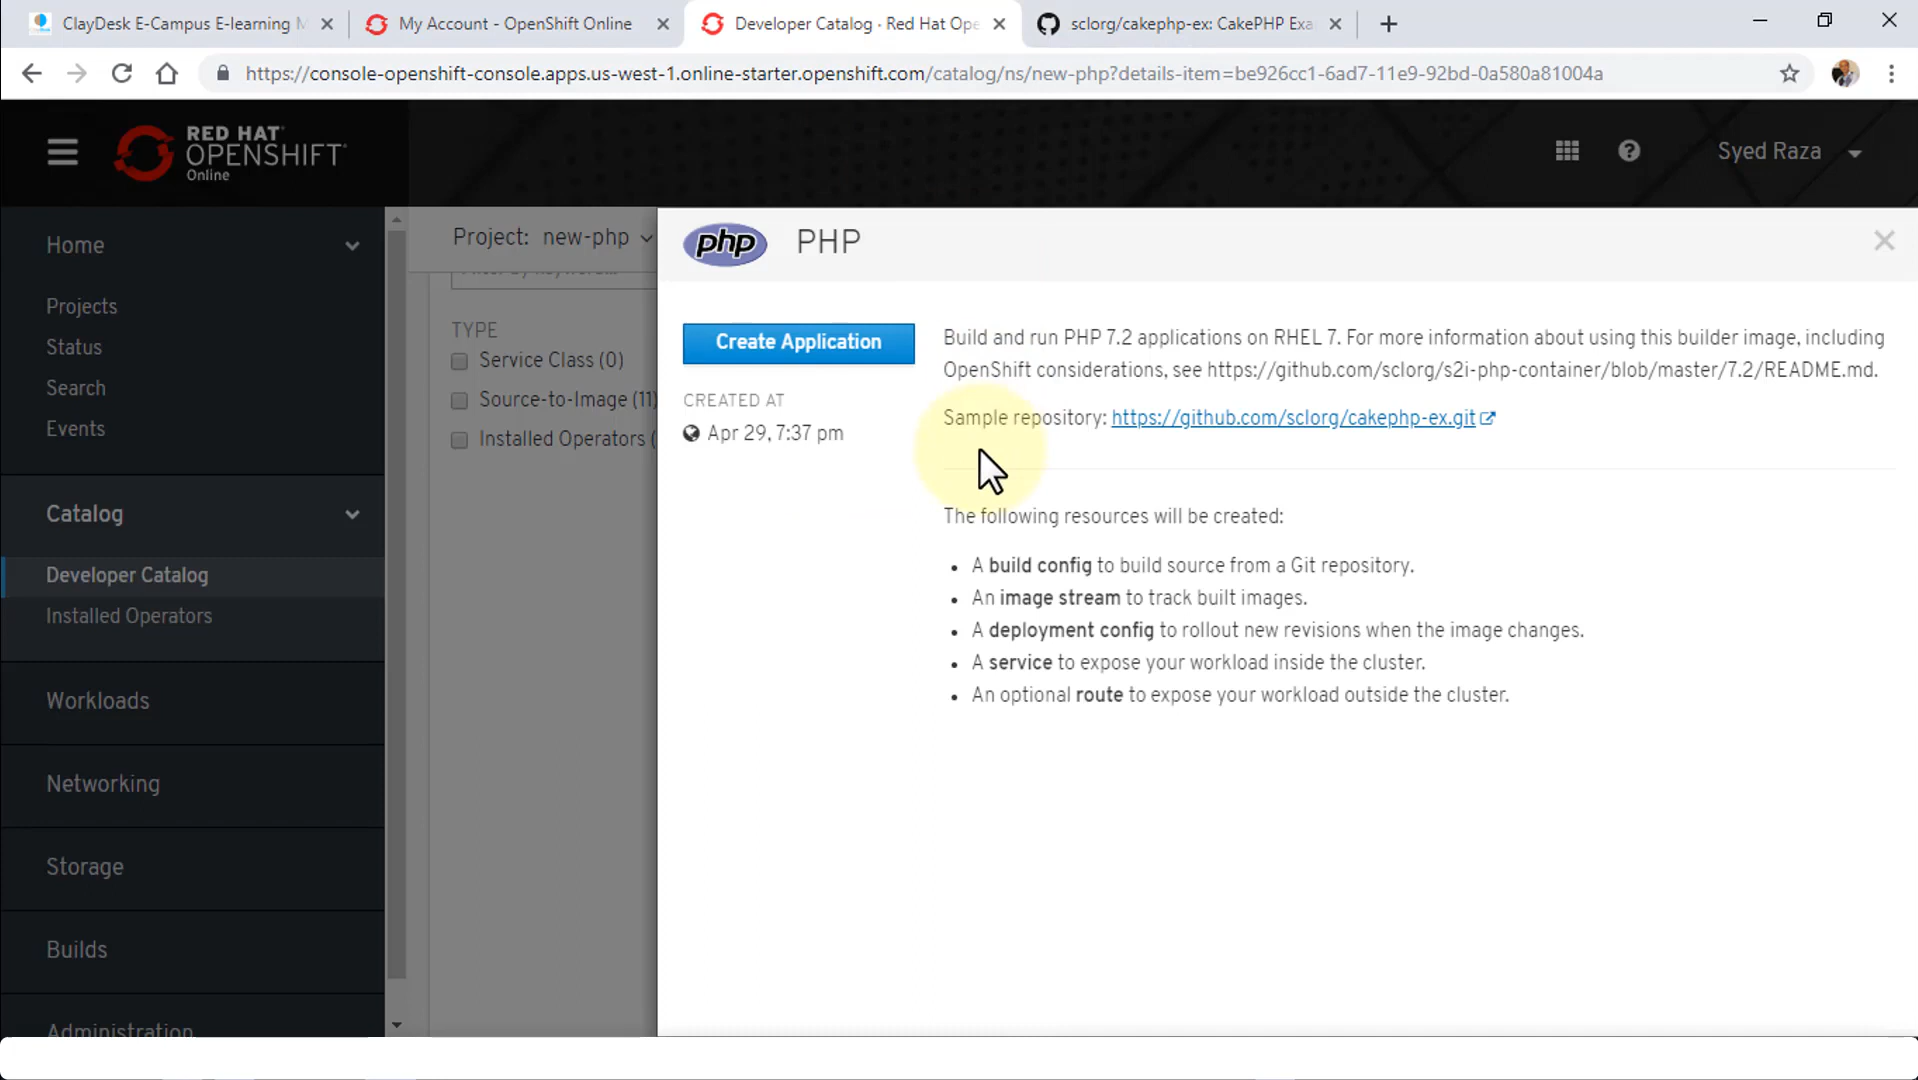 ClayDesk E-Campus E-learning M
My Account - OpenShift Online
Developer Catalog · Red Hat Ope
sclorg/cakephp-ex: CakePHP Exa
https://console-openshift-console.apps.us-west-1.online-starter.openshift.com/catalog/ns/new-php?details-item=be926cc1-6ad7-11e9-92bd-0a580a81004a
RED HAT
OPENSHIFT
Online
Syed Raza
Home
Projects
Status
Search
Events
Catalog
Developer Catalog
Installed Operators
Workloads
Networking
Storage
Builds
Administration
Project: new-php
Filter by keyword...
TYPE
Service Class (0)
Source-to-Image (11)
Installed Operators (
php
PHP
Create Application
CREATED AT
Apr 29, 7:37 pm
Build and run PHP 7.2 applications on RHEL 7. For more information about using this builder image, including
OpenShift considerations, see https://github.com/sclorg/s2i-php-container/blob/master/7.2/README.md.
Sample repository: https://github.com/sclorg/cakephp-ex.git
The following resources will be created:
• A build config to build source from a Git repository.
• An image stream to track built images.
• A deployment config to rollout new revisions when the image changes.
• A service to expose your workload inside the cluster.
• An optional route to expose your workload outside the cluster.